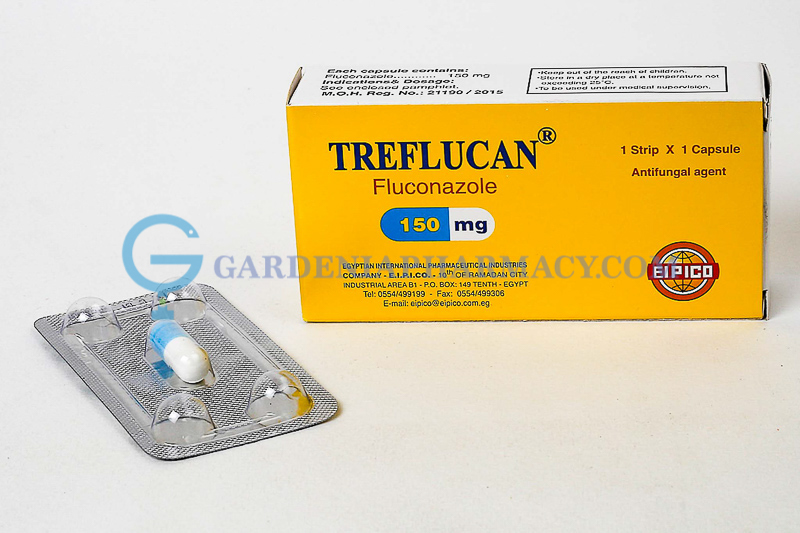 Each capsule contains:
Fluconazole............ 150 mg
Indications& Dosage:
See enclosed pamphlet.
M.O.H. Reg. No.: 21190 / 2015
•Keep out of the reach of children.
•Store in a dry place at a temperature not
exceeding 25°C.
•To be used under medical supervision.
TREFLUCAN®
Fluconazole
150 mg
1 Strip X 1 Capsule
Antifungal agent
GARDENIAPHARMACY.COM
EGYPTIAN INTERNATIONAL PHARMACEUTICAL INDUSTRIES
COMPANY - E.I.P.I.CO. - 10th OF RAMADAN CITY
INDUSTRIAL AREA B1 - P.O. BOX: 149 TENTH - EGYPT
Tel: 0554/499199 - Fax: 0554/499306
E-mail: eipico@eipico.com.eg
EIPICO